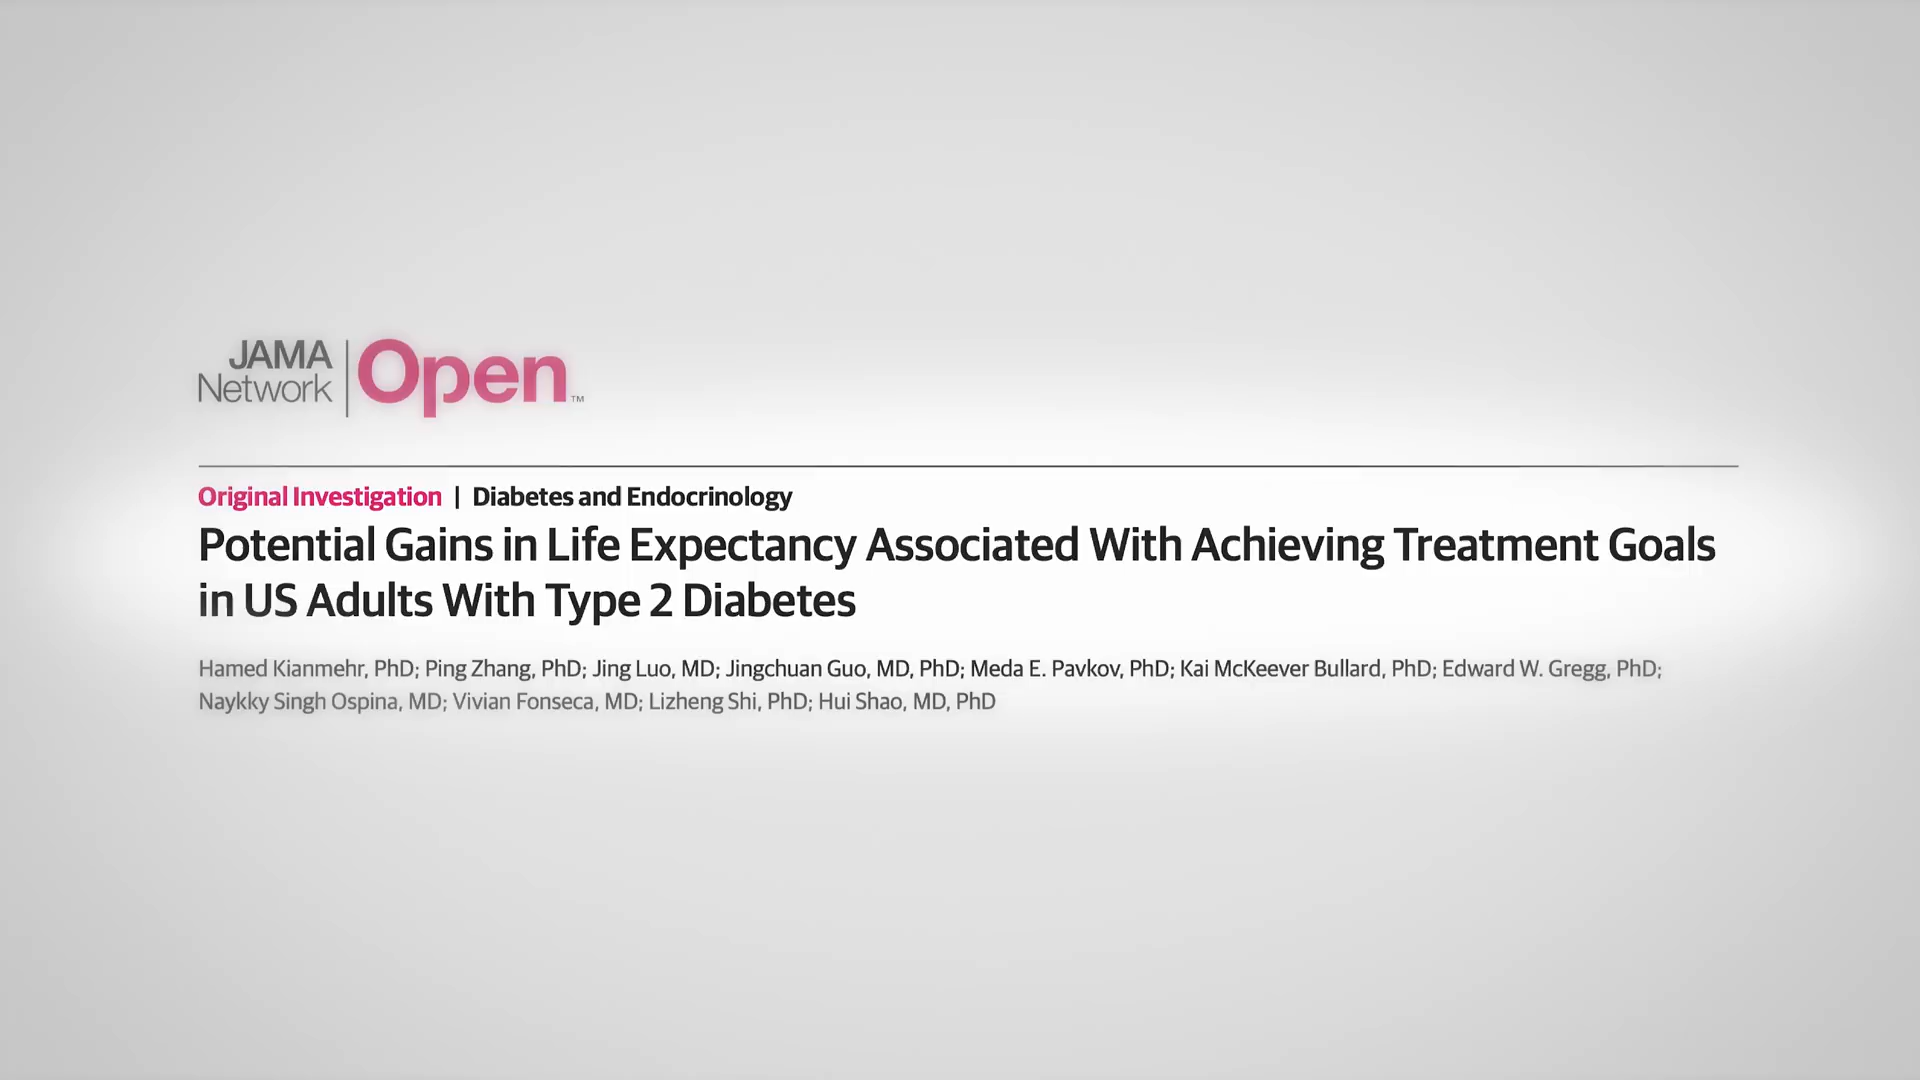 JAMA
Network
Open™
Original Investigation | Diabetes and Endocrinology
Potential Gains in Life Expectancy Associated With Achieving Treatment Goals
in US Adults With Type 2 Diabetes
Hamed Kianmehr, PhD; Ping Zhang, PhD; Jing Luo, MD; Jingchuan Guo, MD, PhD; Meda E. Pavkov, PhD; Kai McKeever Bullard, PhD; Edward W. Gregg, PhD;
Naykky Singh Ospina, MD; Vivian Fonseca, MD; Lizheng Shi, PhD; Hui Shao, MD, PhD